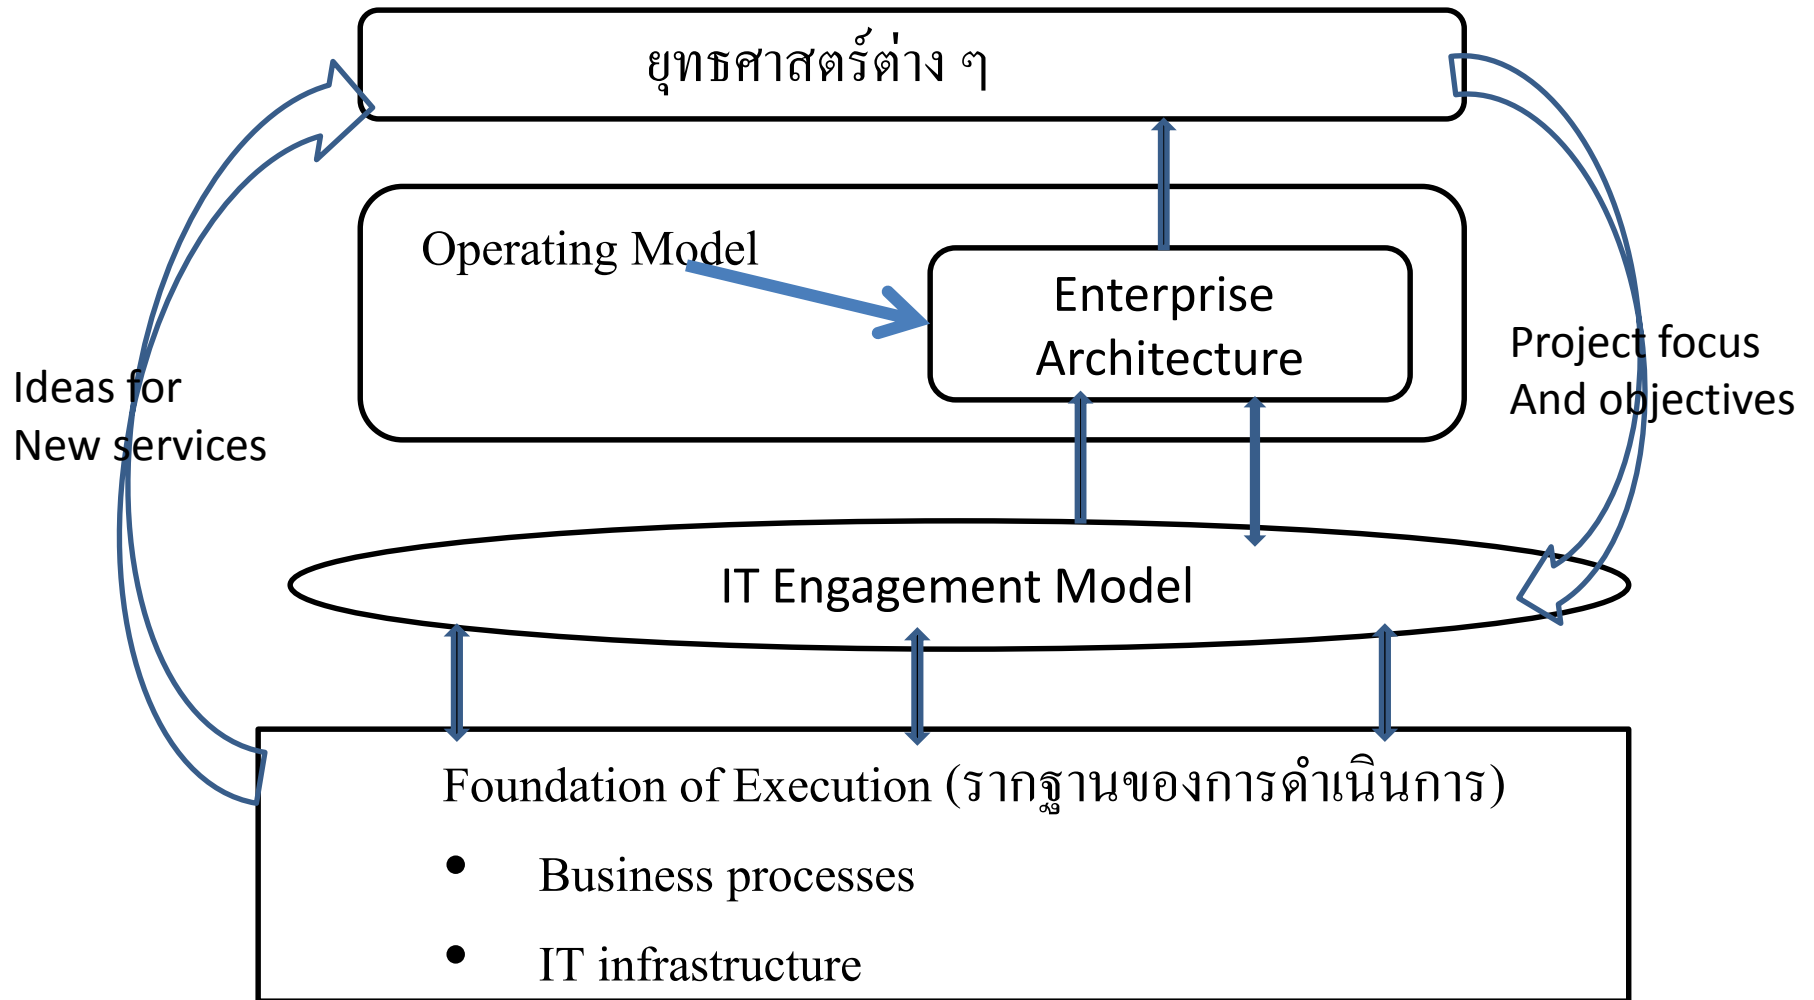 ยุทธศาสตร์ต่าง ๆ
Operating Model
Enterprise
Architecture
Project focus
And objectives
Ideas for
New services
IT Engagement Model
Foundation of Execution (รากฐานของการดำเนินการ)
• Business processes
• IT infrastructure